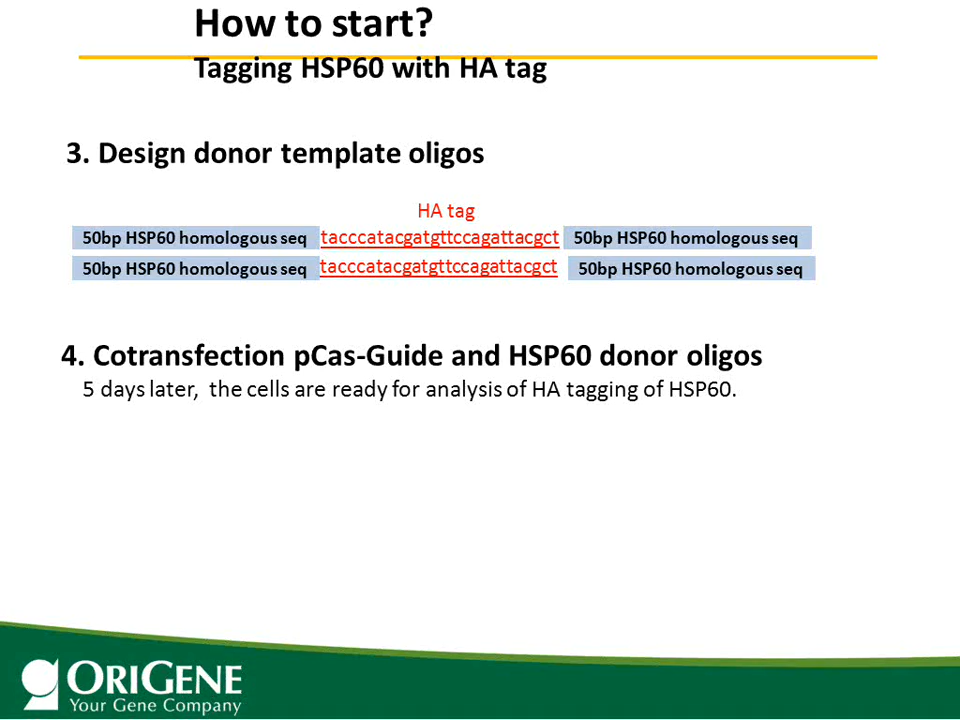 How to start?
Tagging HSP60 with HA tag
3. Design donor template oligos
HA tag
50bp HSP60 homologous seq tacccatacgatgttccagattacgct 50bp HSP60 homologous seq
50bp HSP60 homologous seq tacccatacgatgttccagattacgct 50bp HSP60 homologous seq
4. Cotransfection pCas-Guide and HSP60 donor oligos
5 days later, the cells are ready for analysis of HA tagging of HSP60.
ORIGENE
Your Gene Company